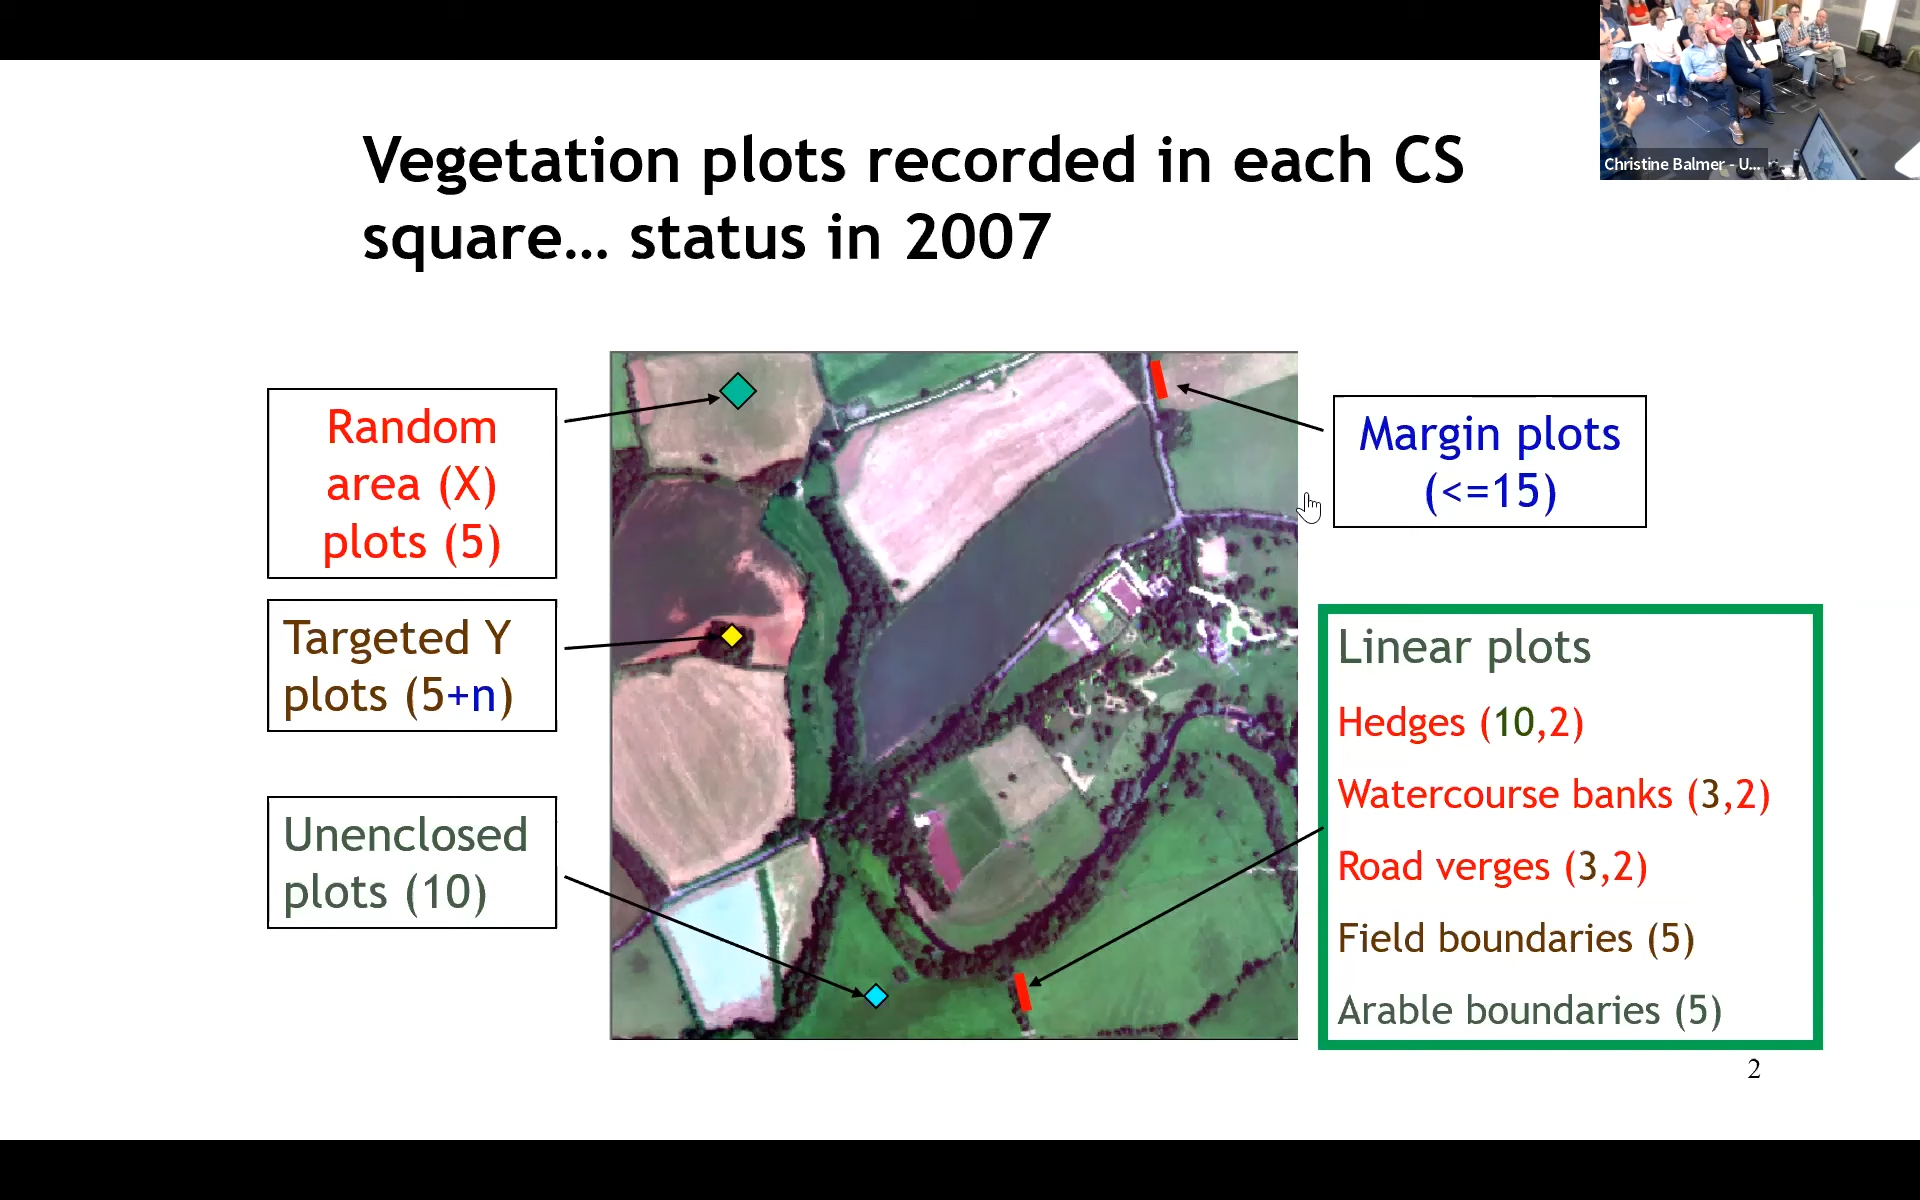 Vegetation plots recorded in each CS
square… status in 2007
Christine Balmer - U...
Random
area (X)
plots (5)
Targeted Y
plots (5+n)
Unenclosed
plots (10)
Margin plots
(<=15)
Linear plots
Hedges (10,2)
Watercourse banks (3,2)
Road verges (3,2)
Field boundaries (5)
Arable boundaries (5)
2